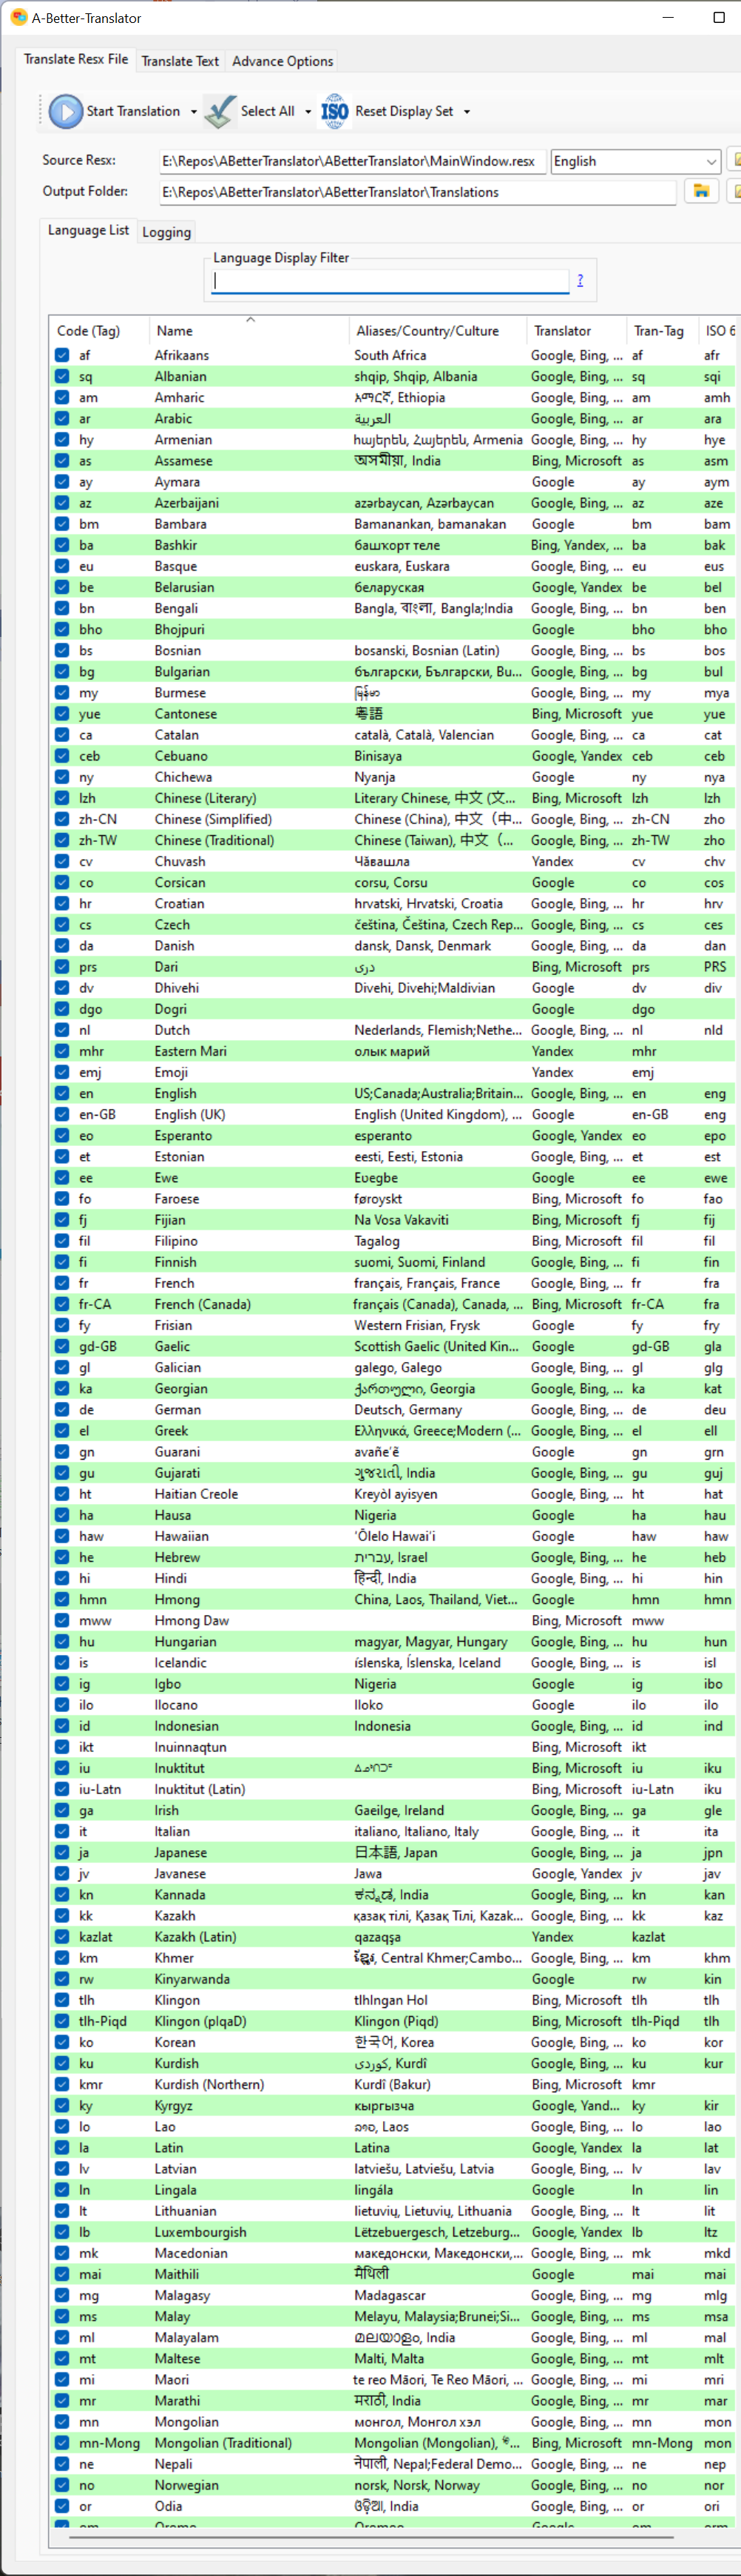 A-Better-Translator
Translate Resx File Translate Text Advance Options
Start Translation Select All ISO Reset Display Set
Source Resx: E:\Repos\ABetterTranslator\ABetterTranslator\MainWindow.resx English
Output Folder: E:\Repos\ABetterTranslator\ABetterTranslator\Translations
Language List Logging
Language Display Filter
?
Code (Tag) Name Aliases/Country/Culture Translator Tran-Tag ISO 6
af Afrikaans South Africa Google, Bing, ... af afr
sq Albanian shqip, Shqip, Albania Google, Bing, ... sq sqi
am Amharic አማርኛ, Ethiopia Google, Bing, ... am amh
ar Arabic العربية Google, Bing, ... ar ara
hy Armenian հայերեն, Հայերեն, Armenia Google, Bing, ... hy hye
as Assamese অসমীয়া, India Bing, Microsoft as asm
ay Aymara Google ay aym
az Azerbaijani azərbaycan, Azərbaycan Google, Bing, ... az aze
bm Bambara Bamanankan, bamanakan Google bm bam
ba Bashkir башҡорт теле Bing, Yandex, ... ba bak
eu Basque euskara, Euskara Google, Bing, ... eu eus
be Belarusian беларуская Google, Yandex be bel
bn Bengali Bangla, বাংলা, Bangla;India Google, Bing, ... bn ben
bho Bhojpuri Google bho bho
bs Bosnian bosanski, Bosnian (Latin) Google, Bing, ... bs bos
bg Bulgarian български, Български, Bu... Google, Bing, ... bg bul
my Burmese မြန်မာ Google, Bing, ... my mya
yue Cantonese 粵語 Bing, Microsoft yue yue
ca Catalan català, Català, Valencian Google, Bing, ... ca cat
ceb Cebuano Binisaya Google, Yandex ceb ceb
ny Chichewa Nyanja Google ny nya
lzh Chinese (Literary) Literary Chinese, 中文 (文... Bing, Microsoft lzh lzh
zh-CN Chinese (Simplified) Chinese (China), 中文（中... Google, Bing, ... zh-CN zho
zh-TW Chinese (Traditional) Chinese (Taiwan), 中文（... Google, Bing, ... zh-TW zho
cv Chuvash Чӑвашла Yandex cv chv
co Corsican corsu, Corsu Google co cos
hr Croatian hrvatski, Hrvatski, Croatia Google, Bing, ... hr hrv
cs Czech čeština, Čeština, Czech Rep... Google, Bing, ... cs ces
da Danish dansk, Dansk, Denmark Google, Bing, ... da dan
prs Dari دری Bing, Microsoft prs PRS
dv Dhivehi Divehi, Divehi;Maldivian Google dv div
dgo Dogri Google dgo
nl Dutch Nederlands, Flemish;Nethe... Google, Bing, ... nl nld
mhr Eastern Mari олык марий Yandex mhr
emj Emoji Yandex emj
en English US;Canada;Australia;Britain... Google, Bing, ... en eng
en-GB English (UK) English (United Kingdom), ... Google en-GB eng
eo Esperanto esperanto Google, Yandex eo epo
et Estonian eesti, Eesti, Estonia Google, Bing, ... et est
ee Ewe Eʋegbe Google ee ewe
fo Faroese føroyskt Bing, Microsoft fo fao
fj Fijian Na Vosa Vakaviti Bing, Microsoft fj fij
fil Filipino Tagalog Bing, Microsoft fil fil
fi Finnish suomi, Suomi, Finland Google, Bing, ... fi fin
fr French français, Français, France Google, Bing, ... fr fra
fr-CA French (Canada) français (Canada), Canada, ... Bing, Microsoft fr-CA fra
fy Frisian Western Frisian, Frysk Google fy fry
gd-GB Gaelic Scottish Gaelic (United Kin... Google gd-GB gla
gl Galician galego, Galego Google, Bing, ... gl glg
ka Georgian ქართული, Georgia Google, Bing, ... ka kat
de German Deutsch, Germany Google, Bing, ... de deu
el Greek Ελληνικά, Greece;Modern (... Google, Bing, ... el ell
gn Guarani avañe’ẽ Google gn grn
gu Gujarati ગુજરાતી, India Google, Bing, ... gu guj
ht Haitian Creole Kreyòl ayisyen Google, Bing, ... ht hat
ha Hausa Nigeria Google ha hau
haw Hawaiian ʻŌlelo Hawaiʻi Google haw haw
he Hebrew עברית, Israel Google, Bing, ... he heb
hi Hindi हिन्दी, India Google, Bing, ... hi hin
hmn Hmong China, Laos, Thailand, Viet... Google hmn hmn
mww Hmong Daw Bing, Microsoft mww
hu Hungarian magyar, Magyar, Hungary Google, Bing, ... hu hun
is Icelandic íslenska, Íslenska, Iceland Google, Bing, ... is isl
ig Igbo Nigeria Google ig ibo
ilo Ilocano Iloko Google ilo ilo
id Indonesian Indonesia Google, Bing, ... id ind
ikt Inuinnaqtun Bing, Microsoft ikt
iu Inuktitut ᐃᓄᒃᑎᑐᑦ Bing, Microsoft iu iku
iu-Latn Inuktitut (Latin) Bing, Microsoft iu-Latn iku
ga Irish Gaeilge, Ireland Google, Bing, ... ga gle
it Italian italiano, Italiano, Italy Google, Bing, ... it ita
ja Japanese 日本語, Japan Google, Bing, ... ja jpn
jv Javanese Jawa Google, Yandex jv jav
kn Kannada ಕನ್ನಡ, India Google, Bing, ... kn kan
kk Kazakh қазақ тілі, Қазақ Тілі, Kazak... Google, Bing, ... kk kaz
kazlat Kazakh (Latin) qazaqşa Yandex kazlat
km Khmer ខ្មែរ, Central Khmer;Cambo... Google, Bing, ... km khm
rw Kinyarwanda Google rw kin
tlh Klingon tlhIngan Hol Bing, Microsoft tlh tlh
tlh-Piqd Klingon (pIqaD) Klingon (Piqd) Bing, Microsoft tlh-Piqd tlh
ko Korean 한국어, Korea Google, Bing, ... ko kor
ku Kurdish کوردی, Kurdî Google, Bing, ... ku kur
kmr Kurdish (Northern) Kurdî (Bakur) Bing, Microsoft kmr
ky Kyrgyz кыргызча Google, Yand... ky kir
lo Lao ລາວ, Laos Google, Bing, ... lo lao
la Latin Latina Google, Yandex la lat
lv Latvian latviešu, Latviešu, Latvia Google, Bing, ... lv lav
ln Lingala lingála Google ln lin
lt Lithuanian lietuvių, Lietuvių, Lithuania Google, Bing, ... lt lit
lb Luxembourgish Lëtzebuergesch, Letzeburg... Google, Yandex lb ltz
mk Macedonian македонски, Македонски,... Google, Bing, ... mk mkd
mai Maithili मैथिली Google mai mai
mg Malagasy Madagascar Google, Bing, ... mg mlg
ms Malay Melayu, Malaysia;Brunei;Si... Google, Bing, ... ms msa
ml Malayalam മലയാളം, India Google, Bing, ... ml mal
mt Maltese Malti, Malta Google, Bing, ... mt mlt
mi Maori te reo Māori, Te Reo Māori, ... Google, Bing, ... mi mri
mr Marathi मराठी, India Google, Bing, ... mr mar
mn Mongolian монгол, Монгол хэл Google, Bing, ... mn mon
mn-Mong Mongolian (Traditional) Mongolian (Mongolian), ... Bing, Microsoft mn-Mong mon
ne Nepali नेपाली, Nepal;Federal Demo... Google, Bing, ... ne nep
no Norwegian norsk, Norsk, Norway Google, Bing, ... no nor
or Odia ଓଡ଼ିଆ, India Google, Bing, ... or ori